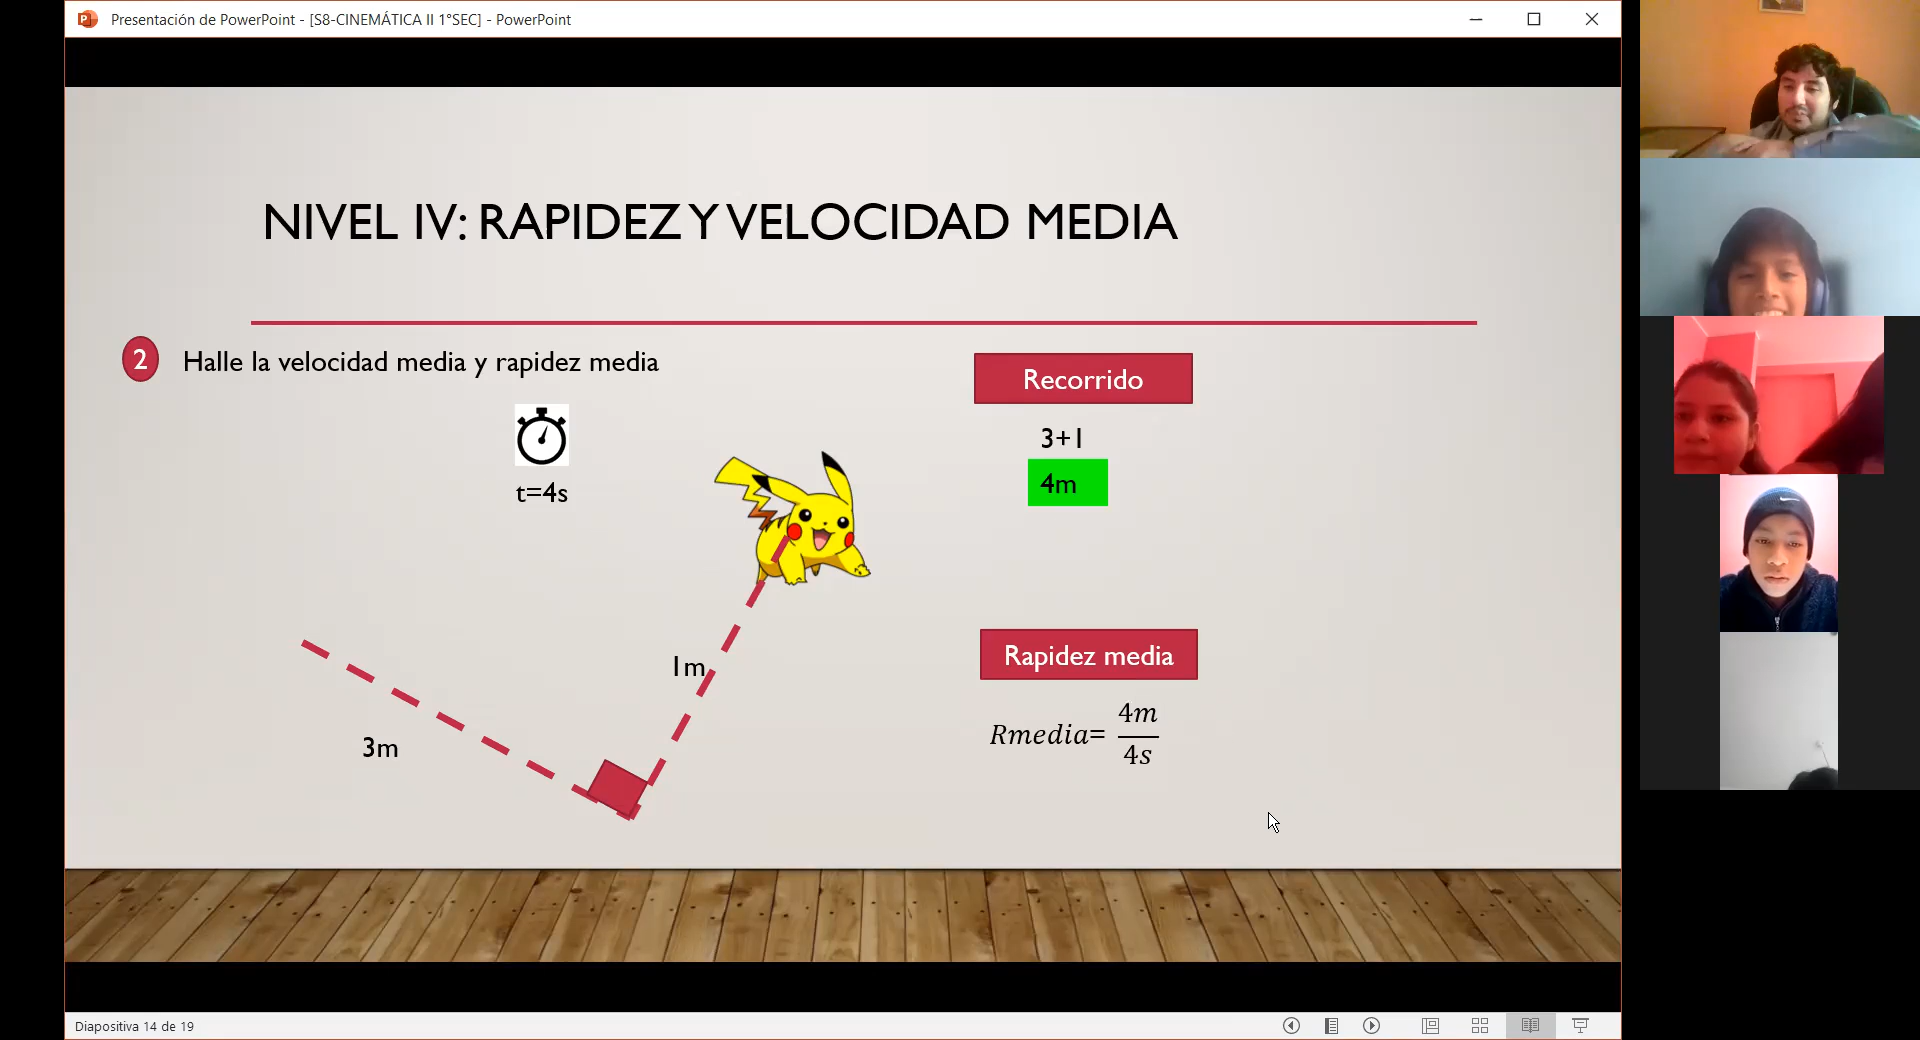 Presentación de PowerPoint - [S8-CINEMÁTICA II 1°SEC] - PowerPoint
NIVEL IV: RAPIDEZ Y VELOCIDAD MEDIA
2 Halle la velocidad media y rapidez media
t=4s
1m
3m
Recorrido
3+1
4m
Rapidez media
Rmedia= 4m
4s
Diapositiva 14 de 19